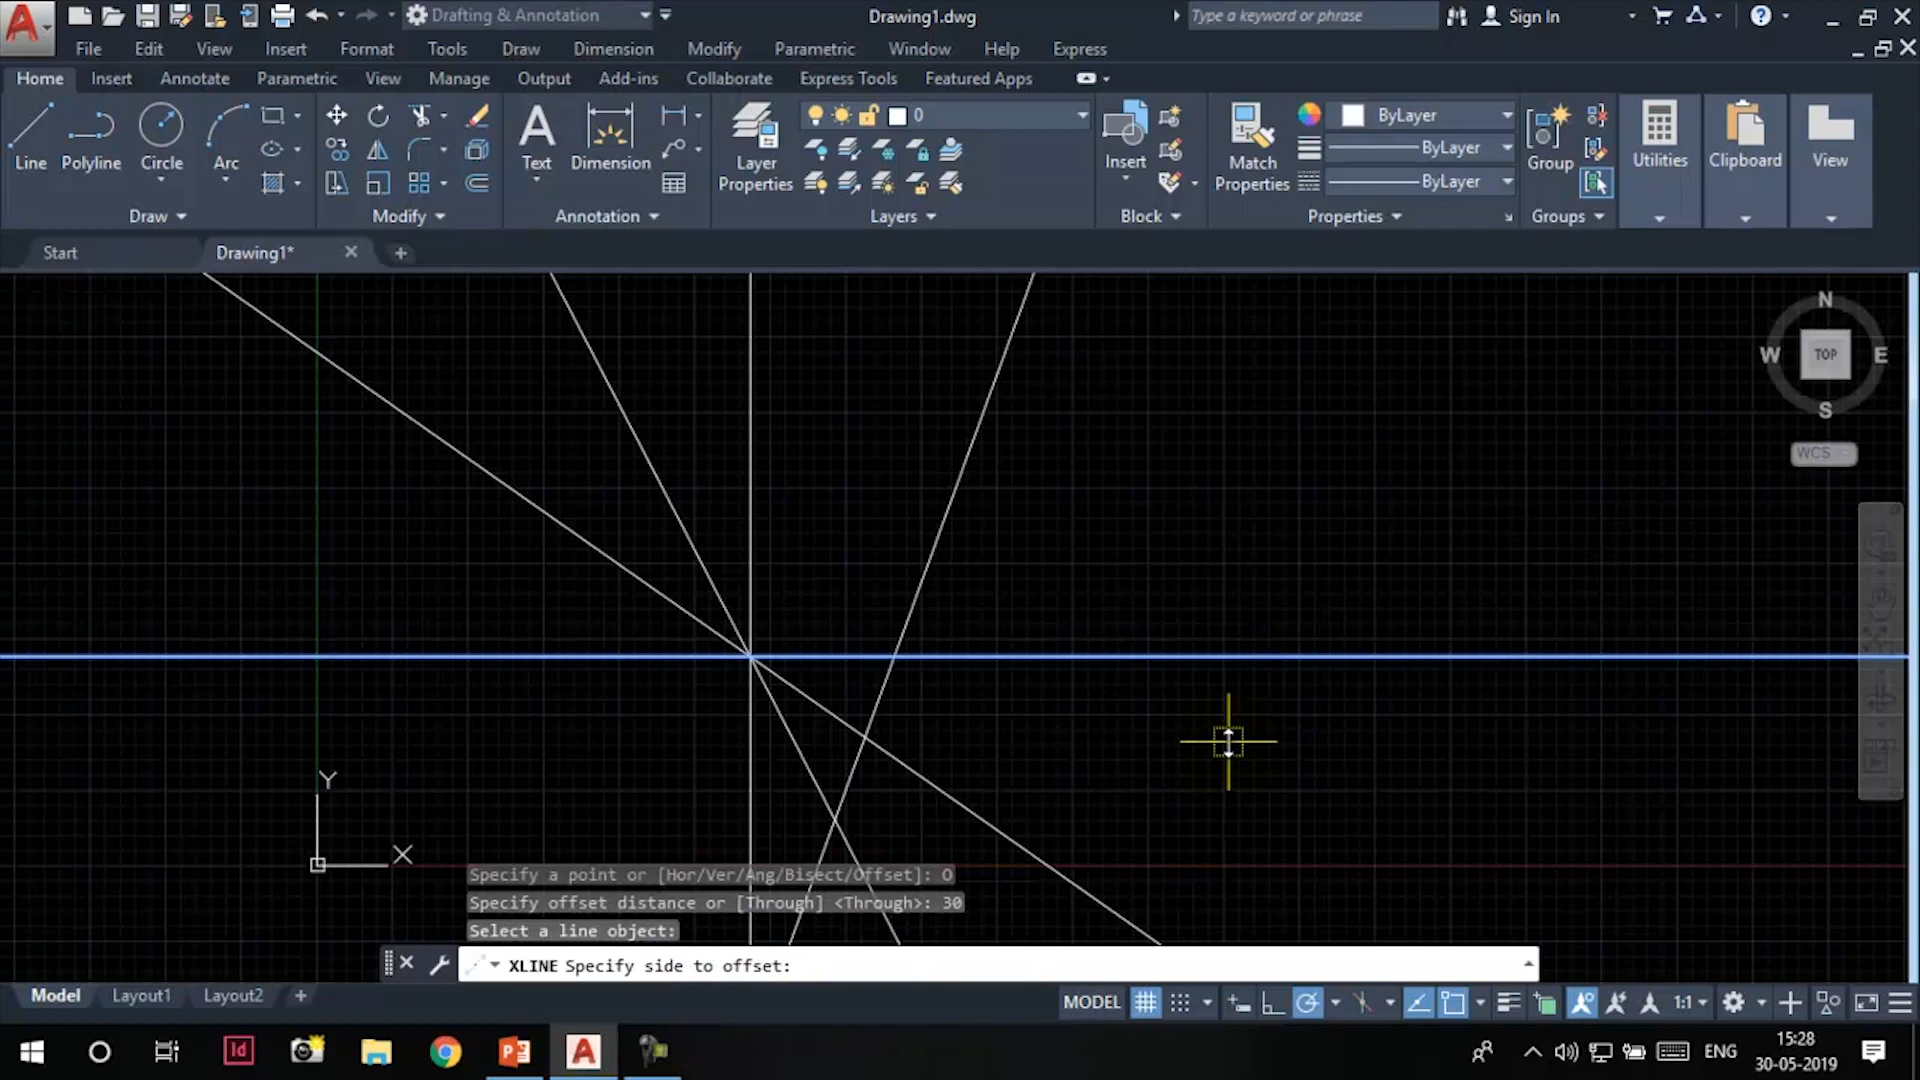 Drafting & Annotation
Drawing1.dwg
Type a keyword or phrase
Sign In
File Edit View Insert Format Tools Draw Dimension Modify Parametric Window Help Express
Home Insert Annotate Parametric View Manage Output Add-ins Collaborate Express Tools Featured Apps
Line Polyline Circle Arc
Text Dimension
Layer Properties
0
Insert
Match Properties
ByLayer
ByLayer
ByLayer
Group
Utilities
Clipboard
View
Draw Modify Annotation Layers Block Properties Groups
Start Drawing1*
N
W TOP E
S
WCS
Y
X
Specify a point or [Hor/Ver/Ang/Bisect/Offset]: O
Specify offset distance or [Through] <Through>: 30
Select a line object:
XLINE Specify side to offset:
Model Layout1 Layout2
MODEL 1:1
Id
ENG
15:28
30-05-2019